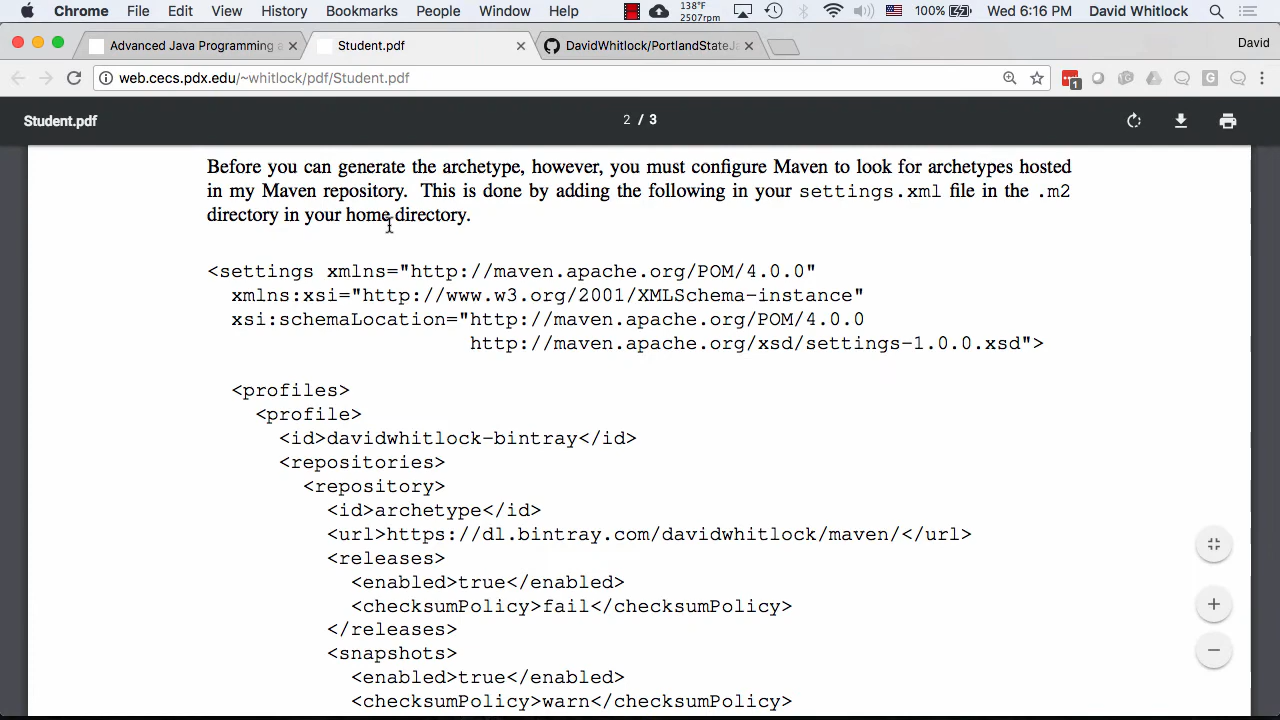 Chrome File Edit View History Bookmarks People Window Help 138°F 2507rpm 100% Wed 6:16 PM David Whitlock
Advanced Java Programming Student.pdf DavidWhitlock/PortlandStateJa David
web.cecs.pdx.edu/~whitlock/pdf/Student.pdf 1
Student.pdf 2 / 3
Before you can generate the archetype, however, you must configure Maven to look for archetypes hosted
in my Maven repository. This is done by adding the following in your settings.xml file in the .m2
directory in your home directory.
<settings xmlns="http://maven.apache.org/POM/4.0.0"
xmlns:xsi="http://www.w3.org/2001/XMLSchema-instance"
xsi:schemaLocation="http://maven.apache.org/POM/4.0.0
http://maven.apache.org/xsd/settings-1.0.0.xsd">
<profiles>
<profile>
<id>davidwhitlock-bintray</id>
<repositories>
<repository>
<id>archetype</id>
<url>https://dl.bintray.com/davidwhitlock/maven/</url>
<releases>
<enabled>true</enabled>
<checksumPolicy>fail</checksumPolicy>
</releases>
<snapshots>
<enabled>true</enabled>
<checksumPolicy>warn</checksumPolicy>